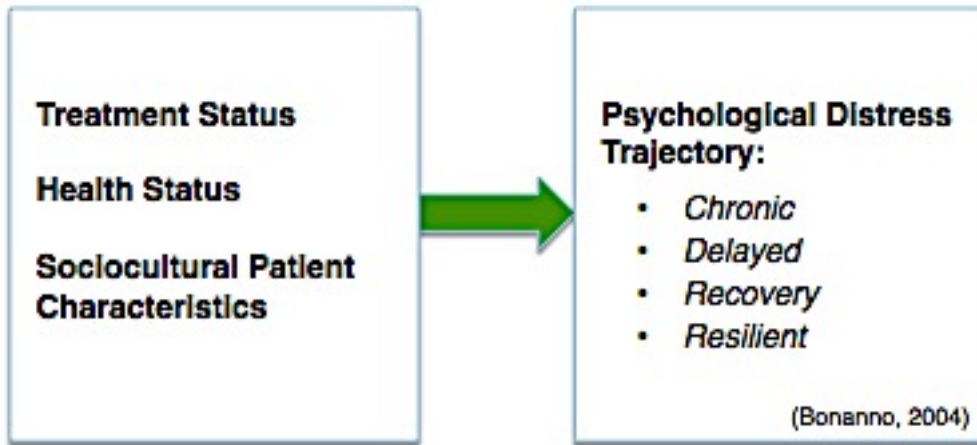 Treatment Status
Health Status
Sociocultural Patient
Characteristics
Psychological Distress
Trajectory:
• Chronic
• Delayed
• Recovery
• Resilient
(Bonanno, 2004)